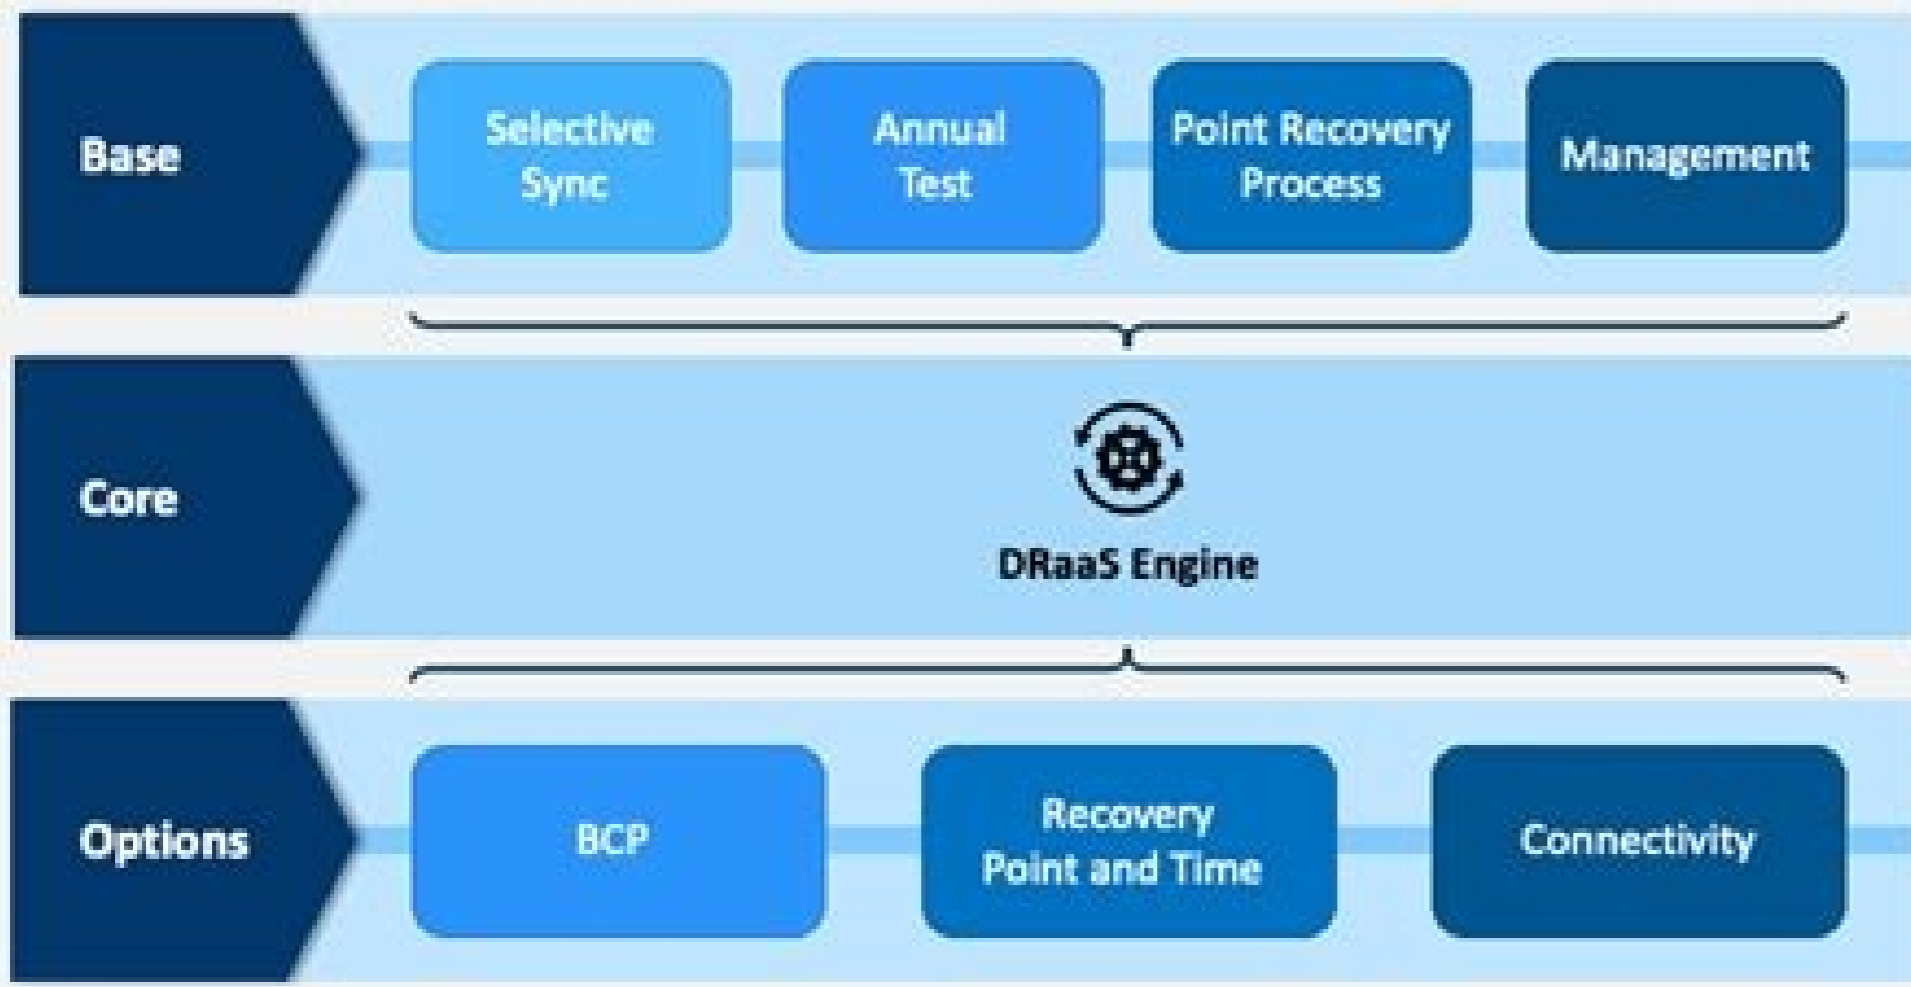 Base
Selective
Sync
Annual
Test
Point Recovery
Process
Management
Core
DRaaS Engine
Options
BCP
Recovery
Point and Time
Connectivity